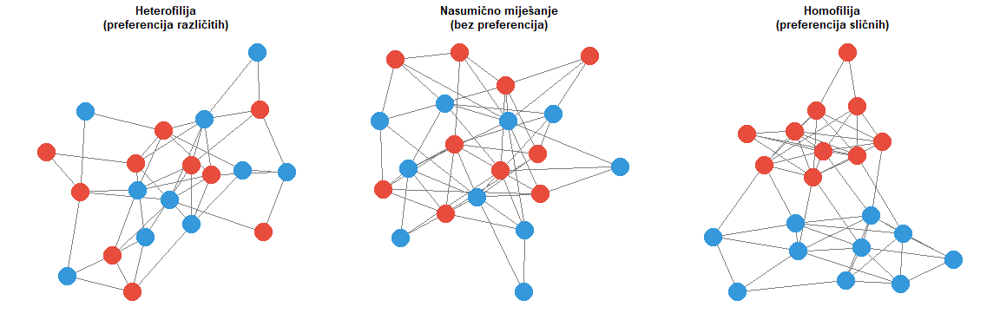 Heterofilija
(preferencija različitih)
Nasumično miješanje
(bez preferencija)
Homofilija
(preferencija sličnih)